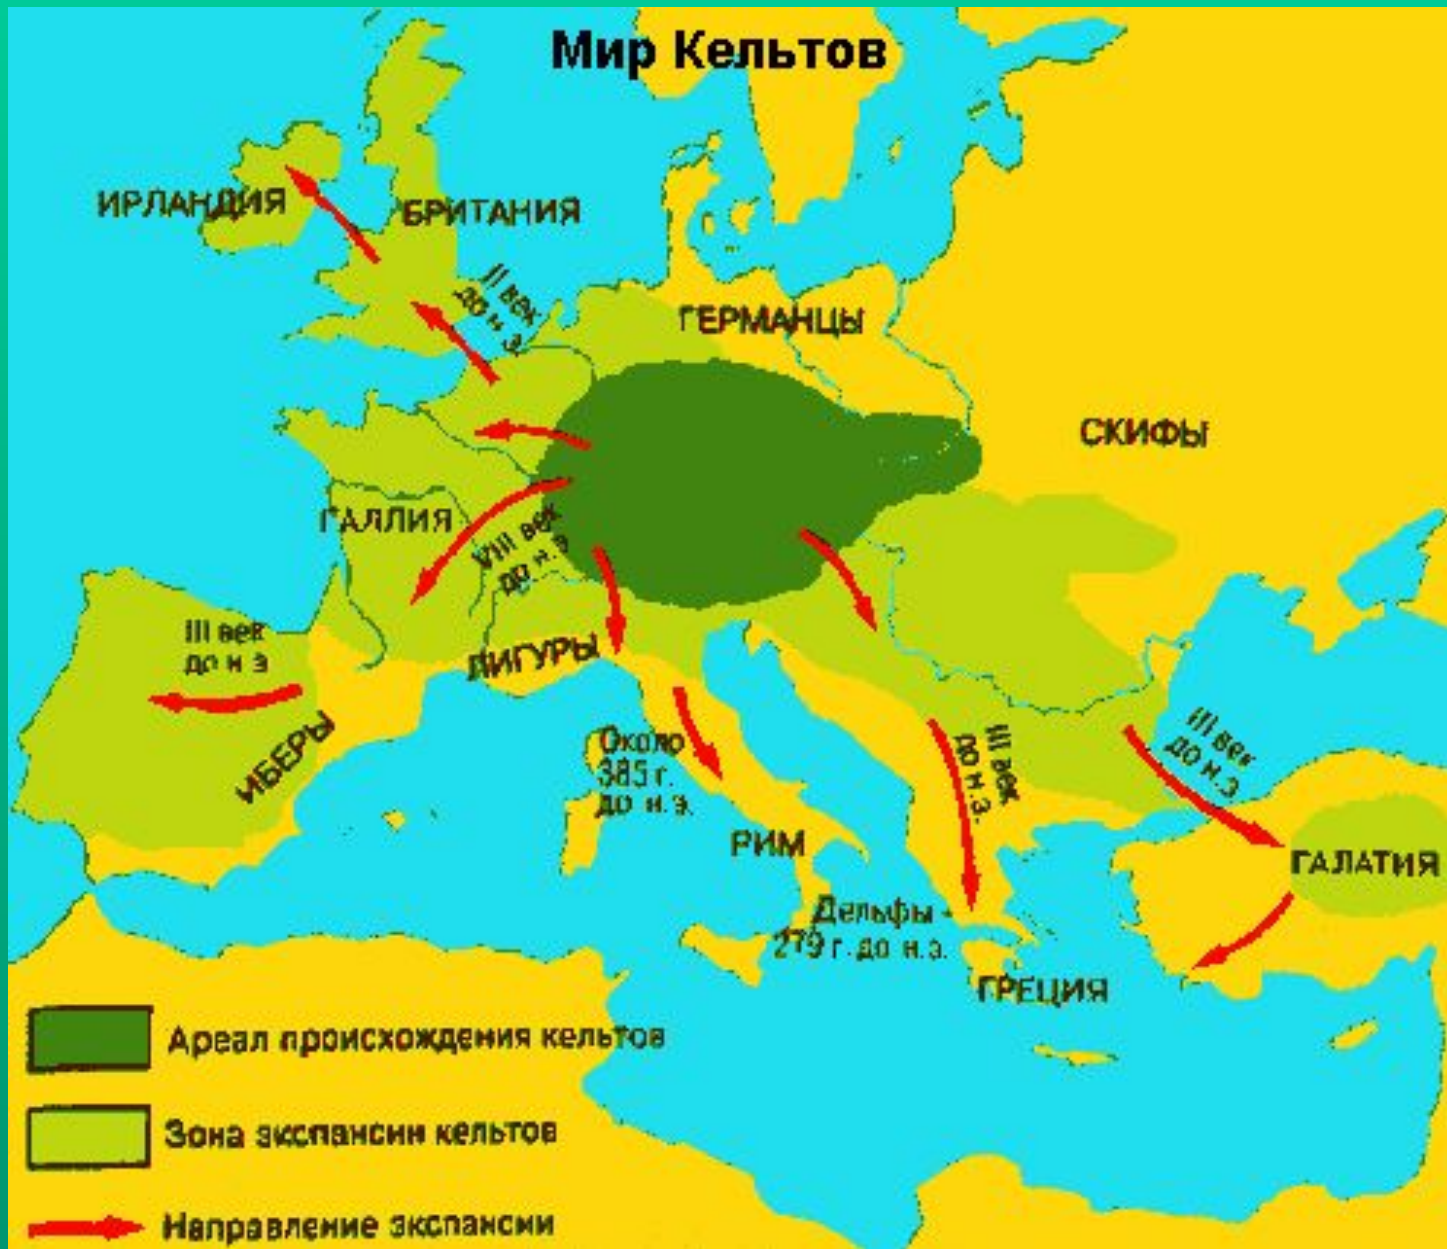 Мир Кельтов
ИРЛАНДИЯ
БРИТАНИЯ
II век
до н. э.
ГЕРМАНЦЫ
СКИФЫ
ГАЛЛИЯ
VIII век
до н. э.
III век
до н. э.
ЛИГУРЫ
ИБЕРЫ
Около
385 г.
до н. э.
III век
до н.э.
III век
до н. э.
РИМ
ГАЛАТИЯ
Дельфы
279 г. до н. э.
ГРЕЦИЯ
Ареал происхождения кельтов
Зона экспансии кельтов
Направление экспансии